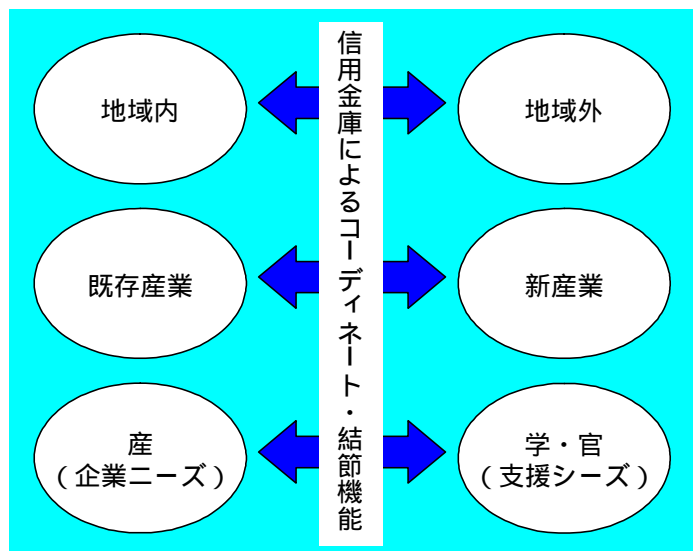 信用金庫によるコーディネート・結節機能
地域内
地域外
既存産業
新産業
産
（企業ニーズ）
学・官
（支援シーズ）